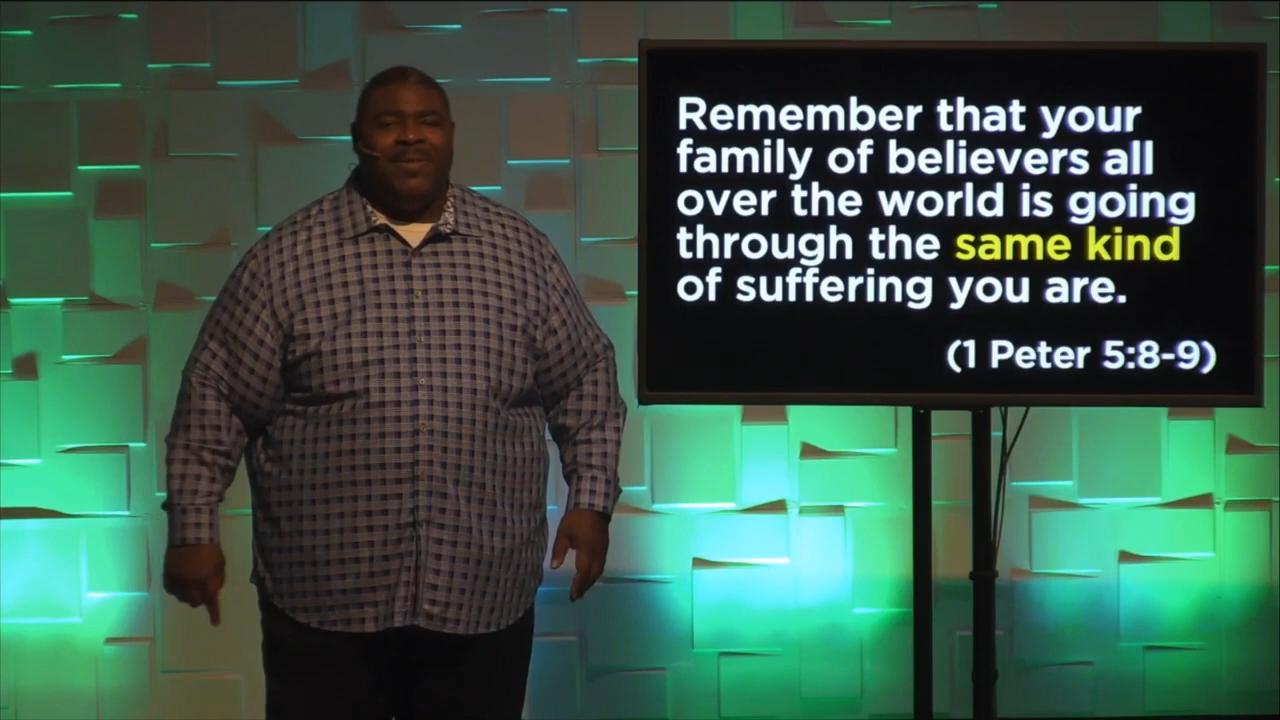 Remember that your
family of believers all
over the world is going
through the same kind
of suffering you are.
(1 Peter 5:8-9)